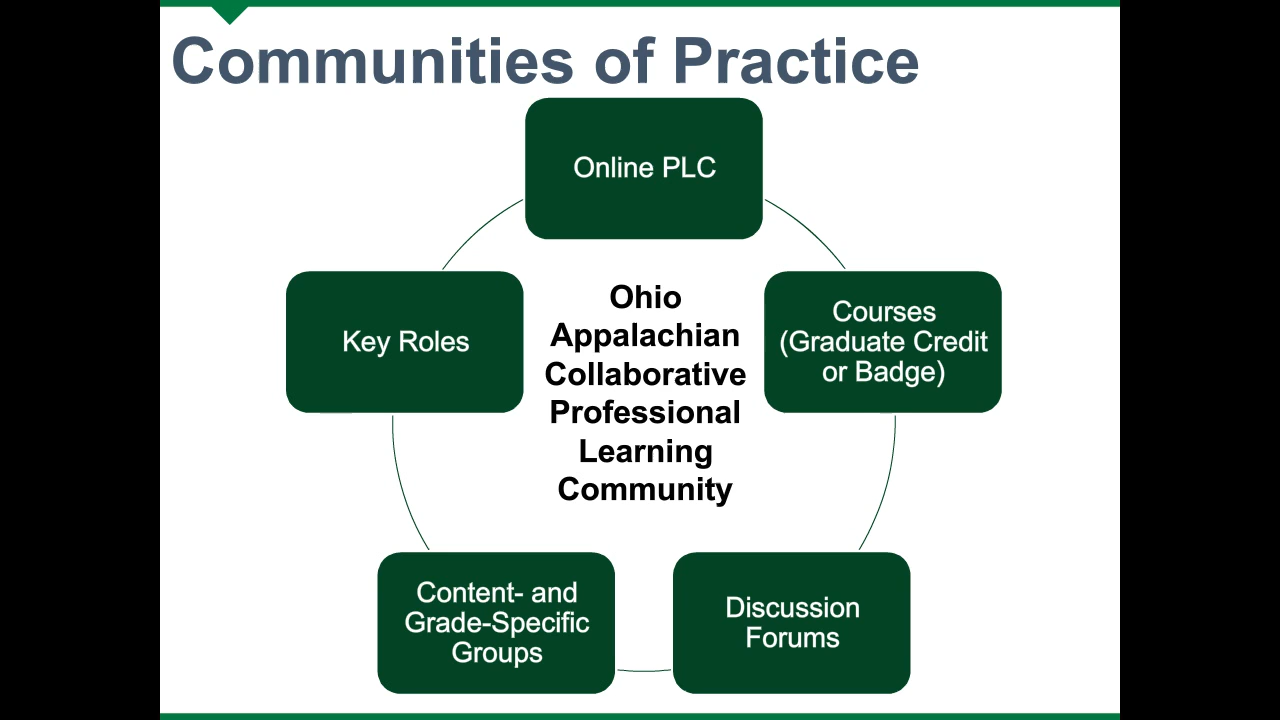 Communities of Practice
Online PLC
Key Roles
Ohio
Appalachian
Collaborative
Professional
Learning
Community
Courses
(Graduate Credit
or Badge)
Content- and
Grade-Specific
Groups
Discussion
Forums